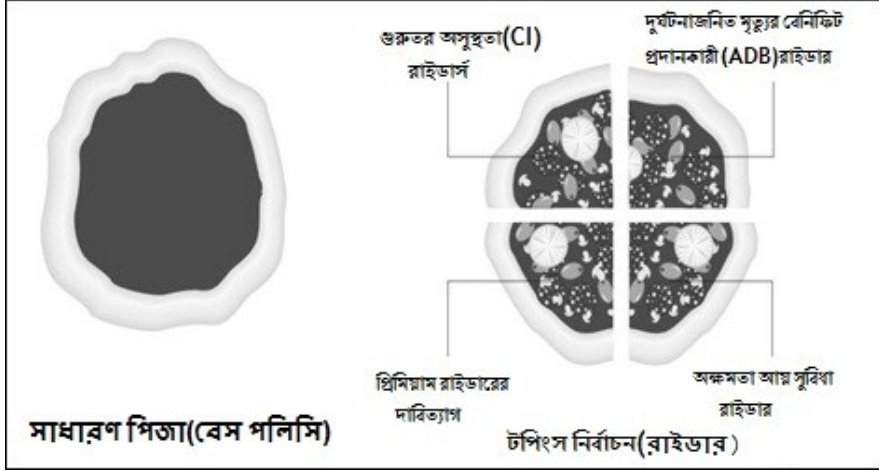 গুরুতর অসুস্থতা(CI)
রাইডার্স
দুর্ঘটনাজনিত মৃত্যুর বেনিফিট
প্রদানকারী (ADB)রাইডার
প্রিমিয়াম রাইডারের
দাবিত্যাগ
অক্ষমতা আয় সুবিধা
রাইডার
সাধারণ পিজা(বেস পলিসি)
টপিংস নির্বাচন(রাইডার )